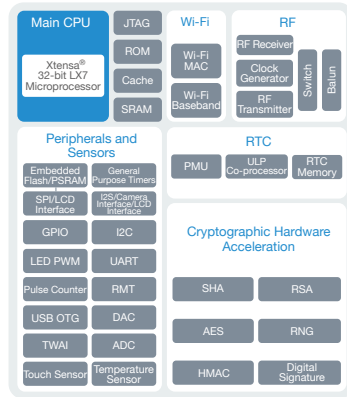 Main CPU
Xtensa®
32-bit LX7
Microprocessor
JTAG
ROM
Cache
SRAM
Wi-Fi
Wi-Fi
MAC
Wi-Fi
Baseband
RF
RF Receiver
Clock
Generator
RF
Transmitter
Switch
Balun
Peripherals and
Sensors
Embedded
Flash/PSRAM
General
Purpose Timers
SPI/LCD
Interface
I2S/Camera
Interface/LCD
Interface
GPIO
I2C
LED PWM
UART
Pulse Counter
RMT
USB OTG
DAC
TWAI
ADC
Touch Sensor
Temperature
Sensor
RTC
PMU
ULP
Co-processor
RTC
Memory
Cryptographic Hardware
Acceleration
SHA
RSA
AES
RNG
HMAC
Digital
Signature